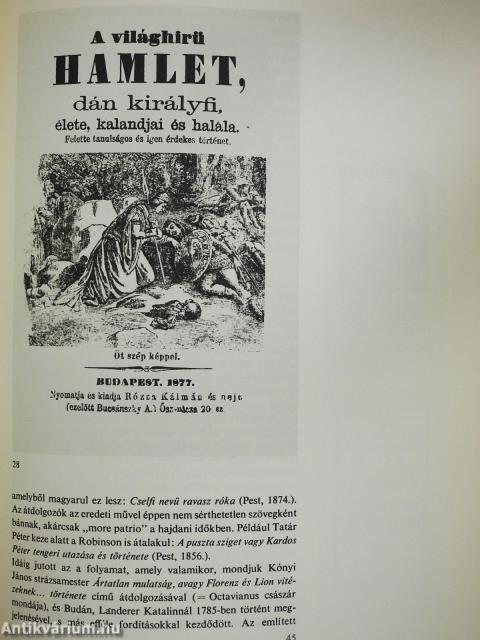 A világhirü
HAMLET,
dán királyfi,
élete, kalandjai és halála.
Felette tanulságos és igen érdekes történet.
Öt szép képpel.
BUDAPEST. 1877.
Nyomatja és kiadja Rózsa Kálmán és neje
(ezelőtt Bucsánszky A.) Ősz-utcza 20 sz.
28
amelyből magyarul ez lesz: Cselfi nevü ravasz róka (Pest, 1874.).
Az átdolgozók az eredeti művel éppen nem sérthetetlen szövegként
bánnak, akárcsak „more patrio" a hajdani időkben. Például Tatár
Péter keze alatt a Robinson is átalakul: A puszta sziget vagy Kardos
Péter tengeri utazása és története (Pest, 1856.).
Idáig jutott az a folyamat, amely valamikor, mondjuk Kónyi
János strázsamester Ártatlan mulatság, avagy Florenz és Lion vité-
zeknek... története című átdolgozásával (= Octavianus császár
mondája), és Budán, Landerer Katalinnál 1785-ben történt meg-
jelenésével, s más efféle fordításokkal kezdődött. Az említett
45
Antikvarium.hu